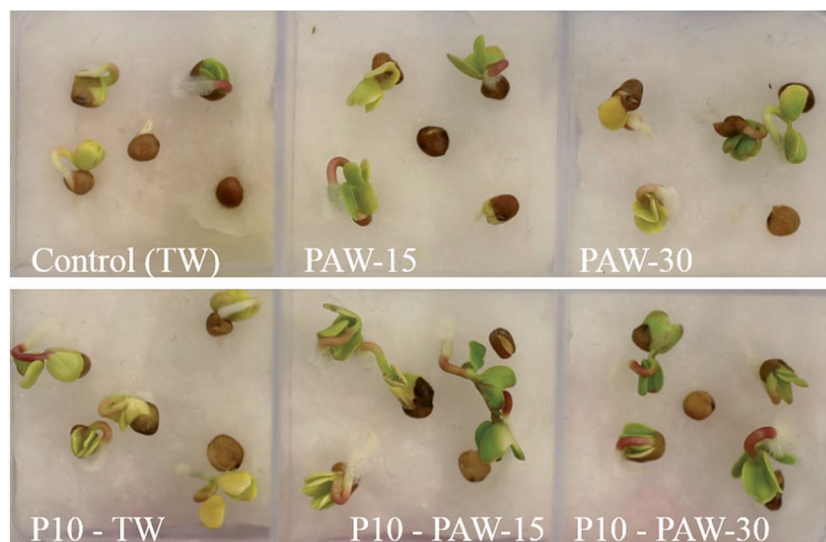 Control (TW)
PAW-15
PAW-30
P10 - TW
P10 - PAW-15
P10 - PAW-30